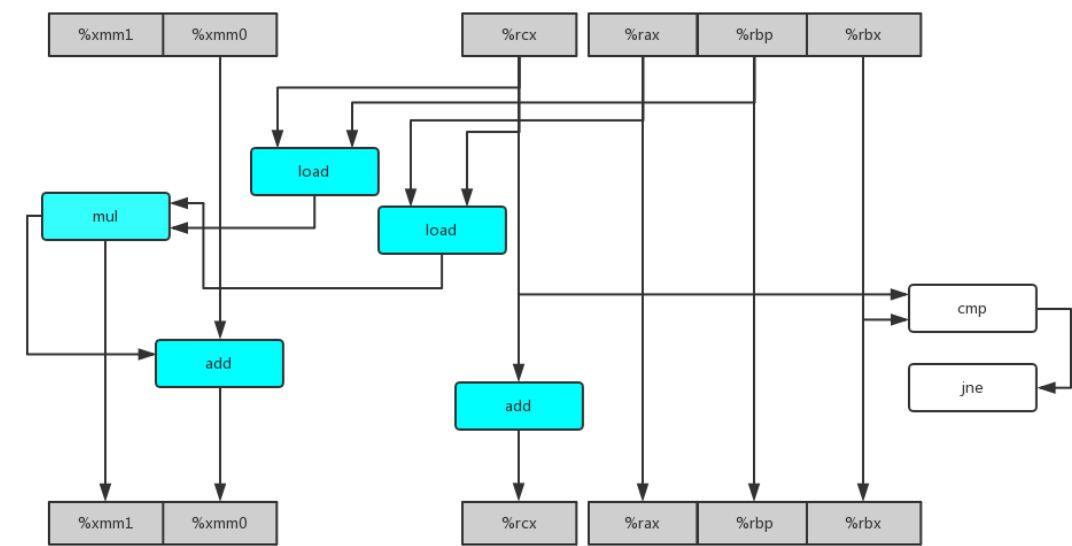 %xmm1 %xmm0 %rcx %rax %rbp %rbx
load
mul
load
cmp
add
jne
add
%xmm1 %xmm0 %rcx %rax %rbp %rbx